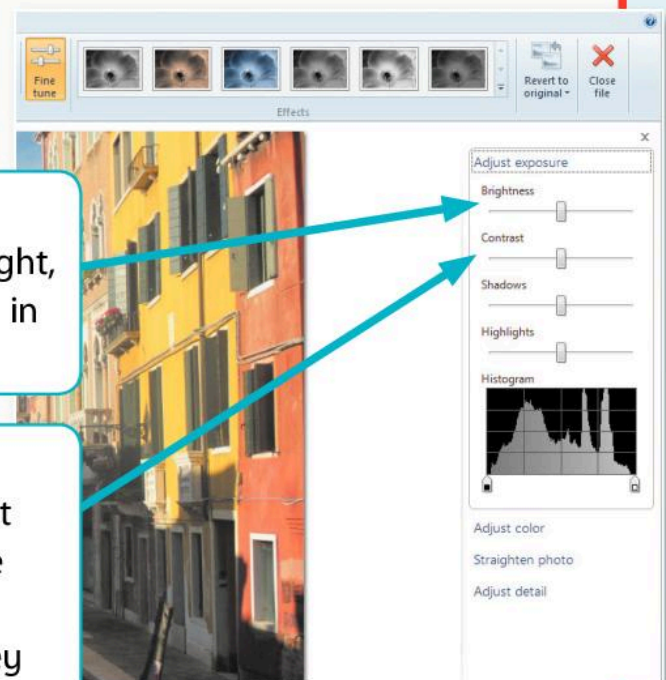 Fine
tune
Effects
Revert to
original
Close
file
ght,
in
t
e
ey
Adjust exposure
Brightness
Contrast
Shadows
Highlights
Histogram
Adjust color
Straighten photo
Adjust detail